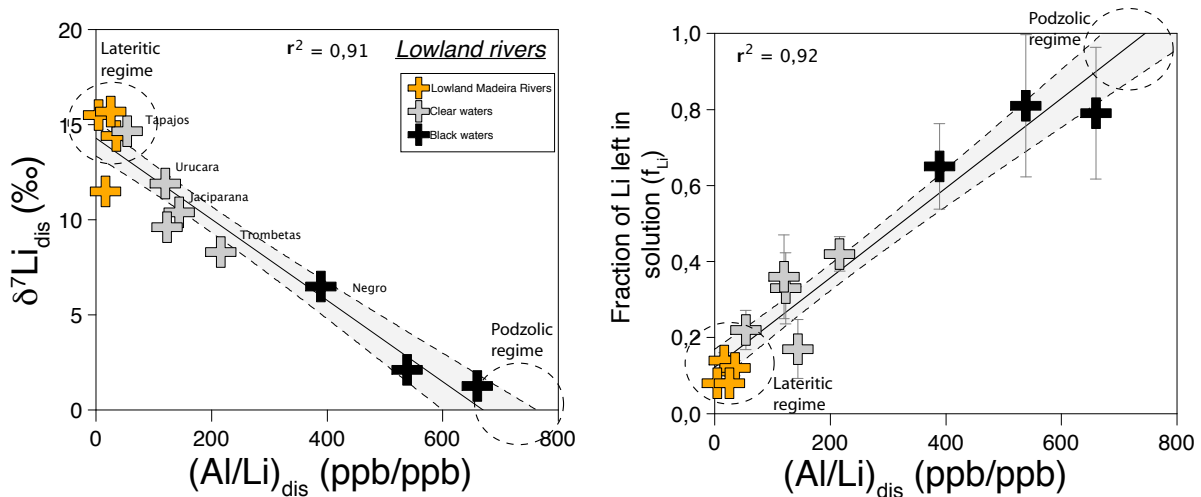 20
15
10
5
0
δ⁷Li_dis (‰)
Lateritic
regime
r² = 0,91
Lowland rivers
Lowland Madeira Rivers
Clear waters
Black waters
Tapajos
Urucara
Jaciparana
Trombetas
Negro
Podzolic
regime
0
200
400
600
800
(Al/Li)_dis (ppb/ppb)
Fraction of Li left in
solution (f_Li)
1,0
0,8
0,6
0,4
0,2
0,0
r² = 0,92
Podzolic
regime
Lateritic
regime
0
200
400
600
800
(Al/Li)_dis (ppb/ppb)